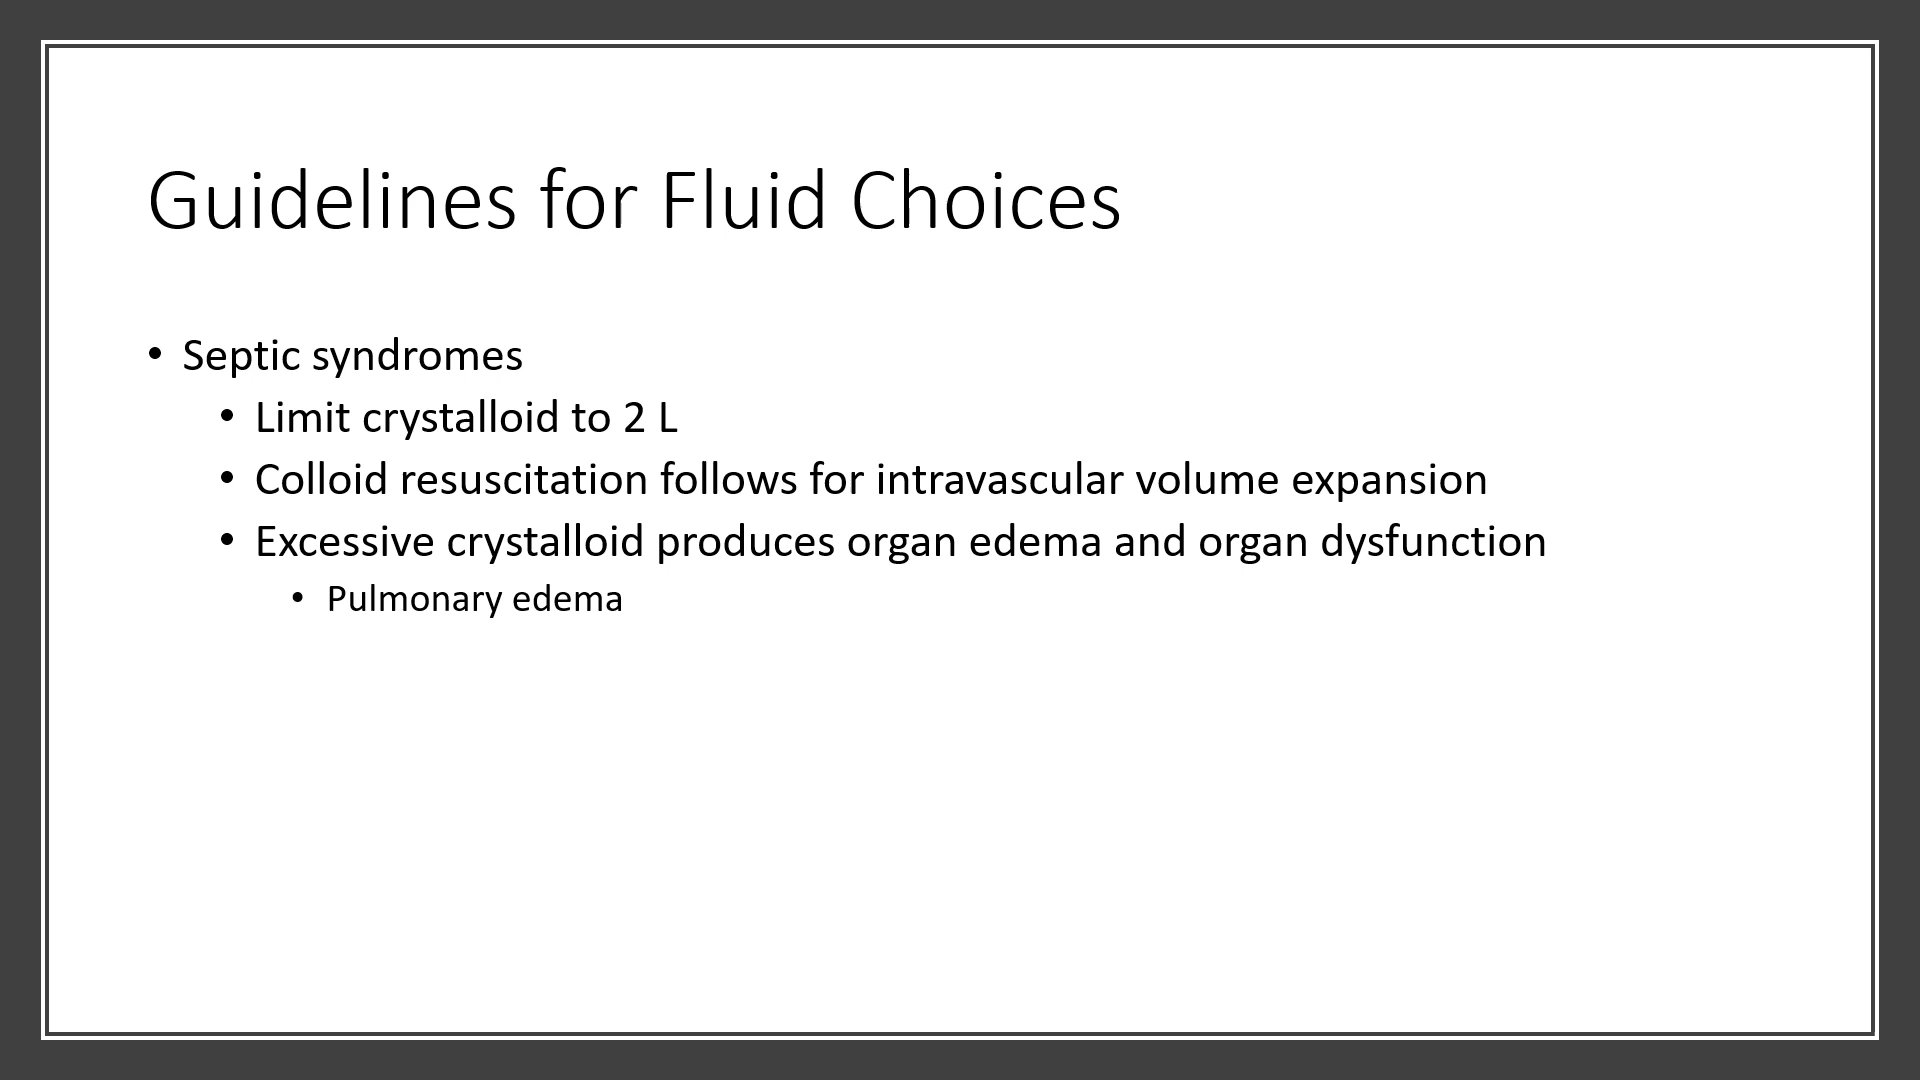 Guidelines for Fluid Choices
• Septic syndromes
• Limit crystalloid to 2 L
• Colloid resuscitation follows for intravascular volume expansion
• Excessive crystalloid produces organ edema and organ dysfunction
• Pulmonary edema